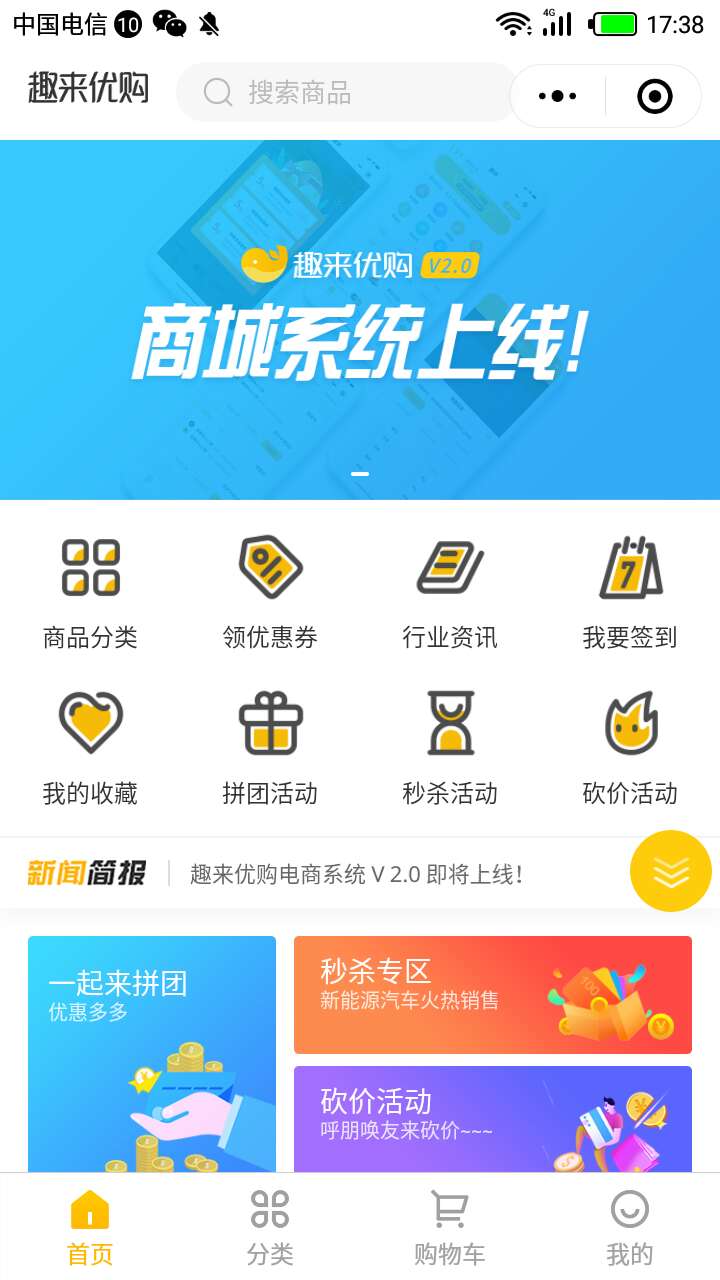 中国电信 10 4G 17:38
趣来优购 搜索商品
趣来优购 V2.0
商城系统上线!
商品分类 领优惠券 行业资讯 我要签到
7
我的收藏 拼团活动 秒杀活动 砍价活动
新闻简报 趣来优购电商系统 V 2.0 即将上线!
一起来拼团
优惠多多
秒杀专区
新能源汽车火热销售
100
砍价活动
呼朋唤友来砍价~~~
首页 分类 购物车 我的